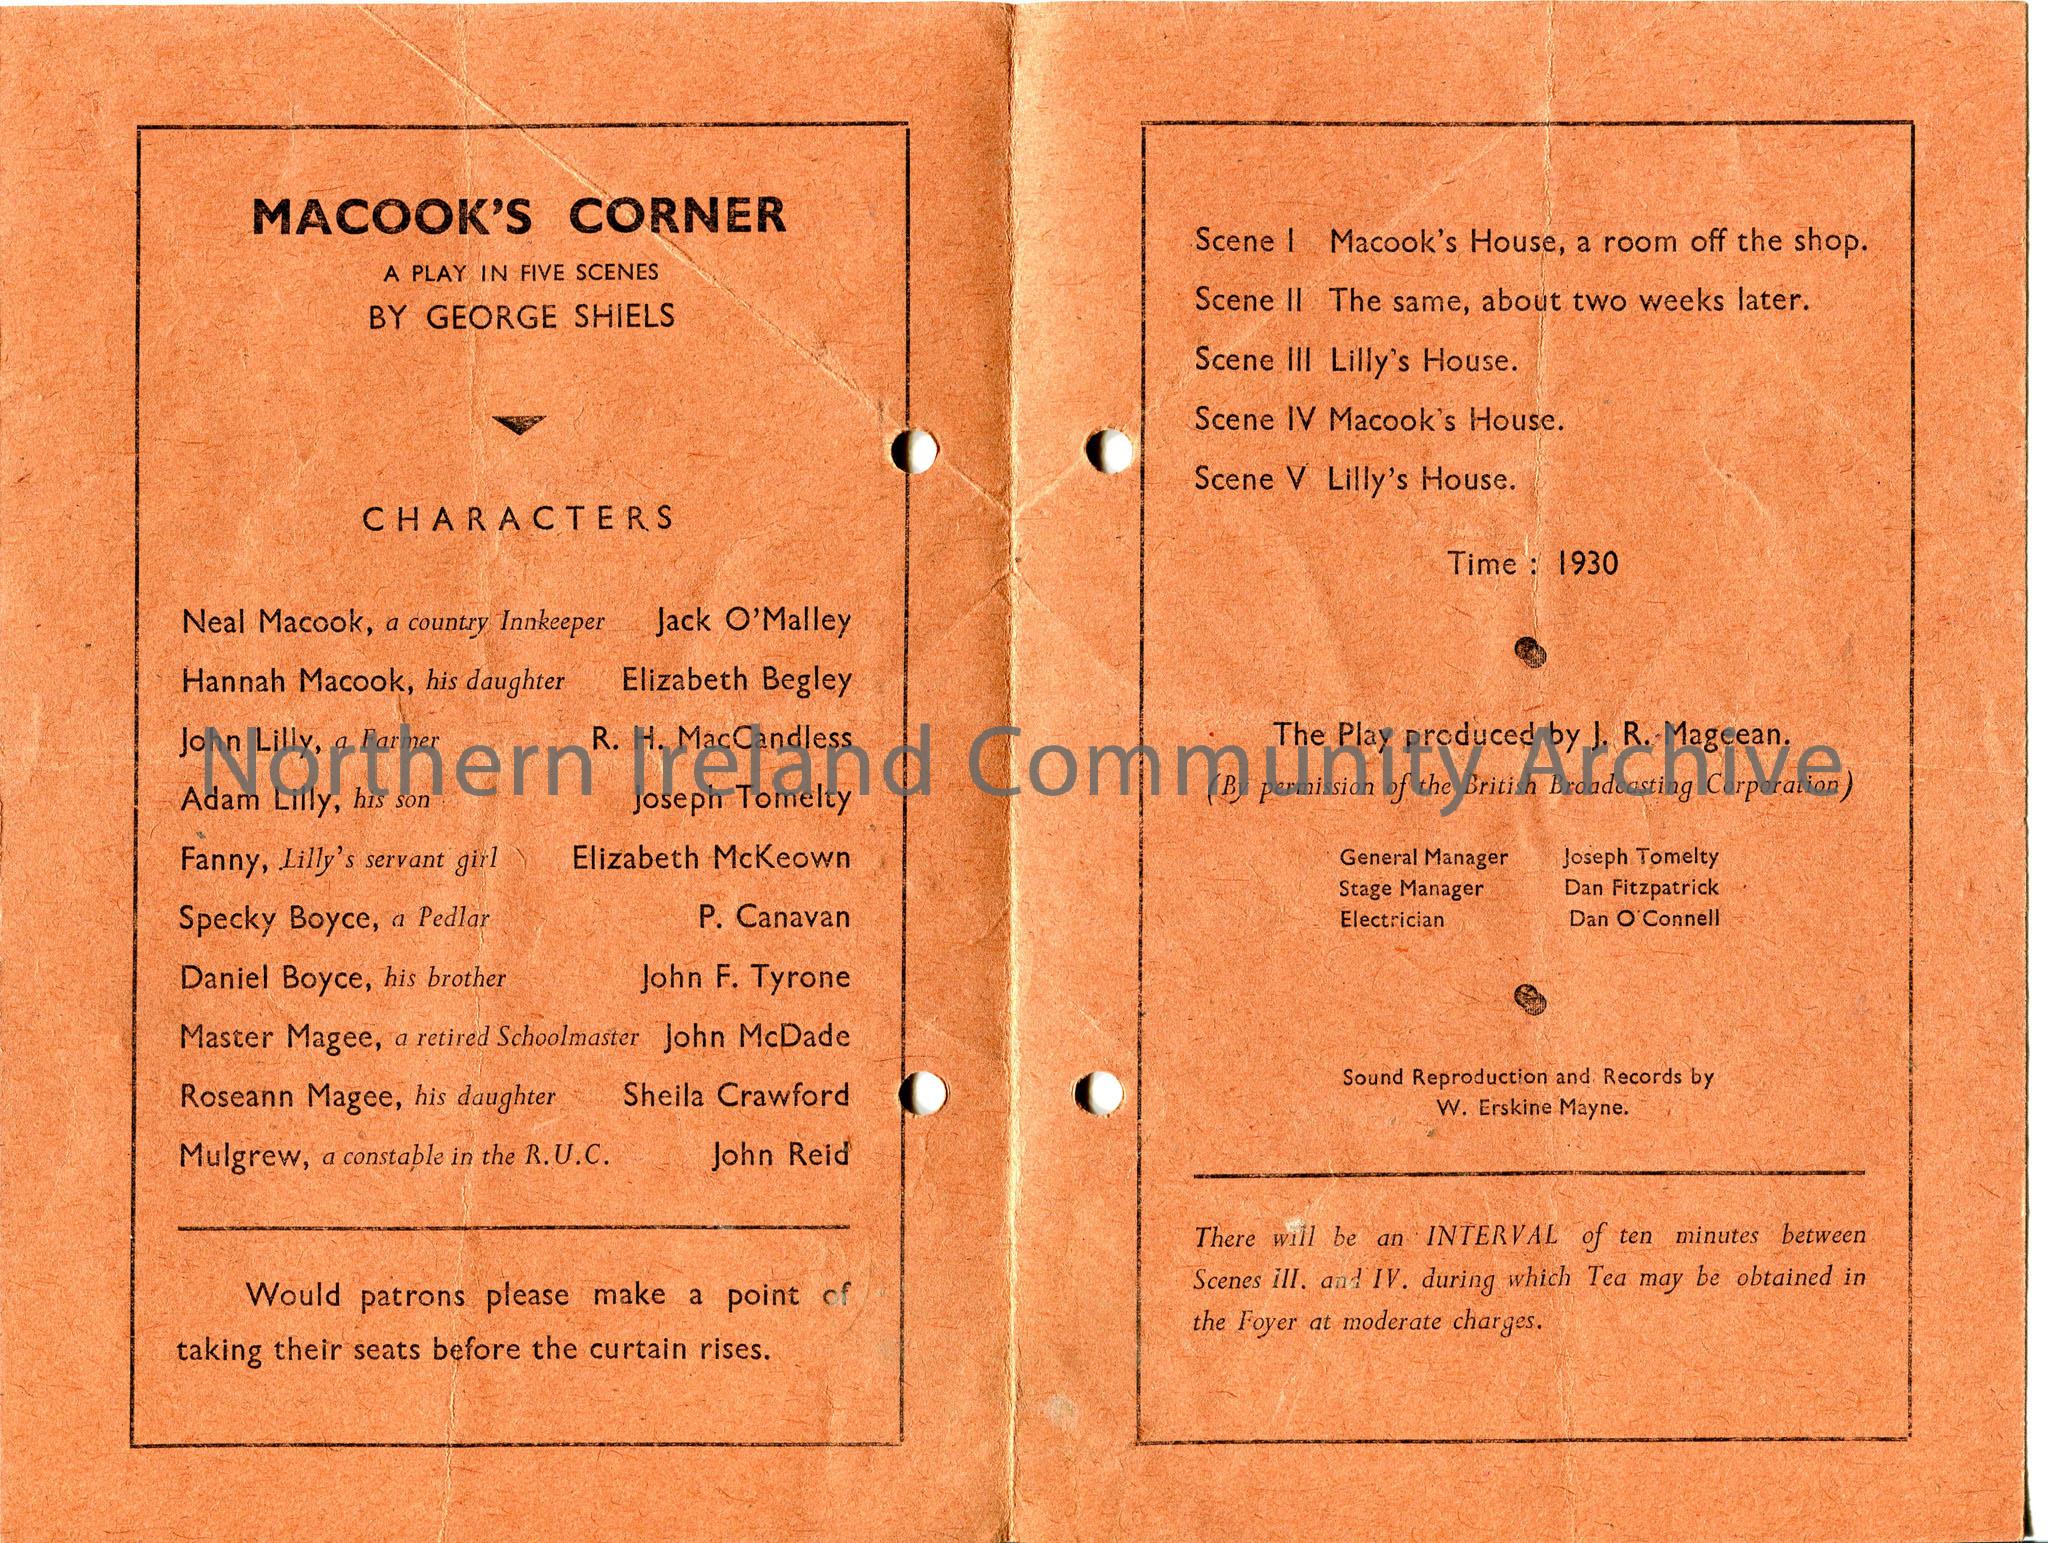 MACOOK'S CORNER
A PLAY IN FIVE SCENES
BY GEORGE SHIELS
CHARACTERS
Neal Macook, a country Innkeeper Jack O'Malley
Hannah Macook, his daughter Elizabeth Begley
John Lilly, a Farmer R. H. MacCandless
Adam Lilly, his son Joseph Tomelty
Fanny, Lilly's servant girl Elizabeth McKeown
Specky Boyce, a Pedlar P. Canavan
Daniel Boyce, his brother John F. Tyrone
Master Magee, a retired Schoolmaster John McDade
Roseann Magee, his daughter Sheila Crawford
Mulgrew, a constable in the R.U.C. John Reid
Would patrons please make a point of
taking their seats before the curtain rises.
Scene I Macook's House, a room off the shop.
Scene II The same, about two weeks later.
Scene III Lilly's House.
Scene IV Macook's House.
Scene V Lilly's House.
Time : 1930
The Play produced by J. R. Mageean.
(By permission of the British Broadcasting Corporation)
General Manager Joseph Tomelty
Stage Manager Dan Fitzpatrick
Electrician Dan O'Connell
Sound Reproduction and Records by
W. Erskine Mayne.
There will be an INTERVAL of ten minutes between
Scenes III. and IV. during which Tea may be obtained in
the Foyer at moderate charges.
Northern Ireland Community Archive